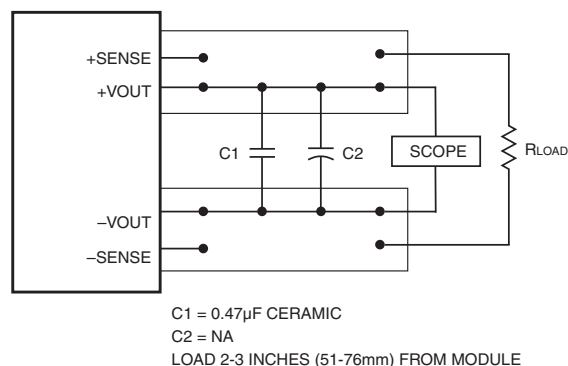 +SENSE
+VOUT
C1
C2
SCOPE
RLOAD
–VOUT
–SENSE
C1 = 0.47µF CERAMIC
C2 = NA
LOAD 2-3 INCHES (51-76mm) FROM MODULE